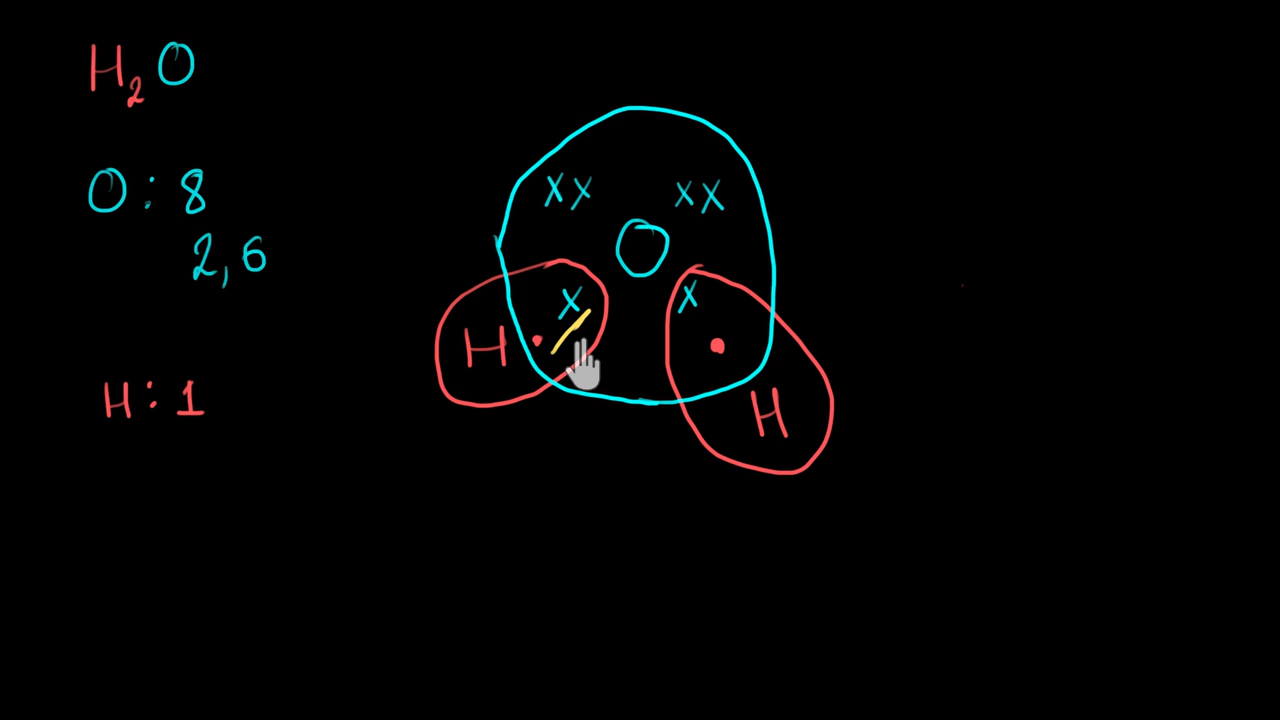 H₂O
O : 8
2, 6
H : 1
XX XX
O
X X
H
H